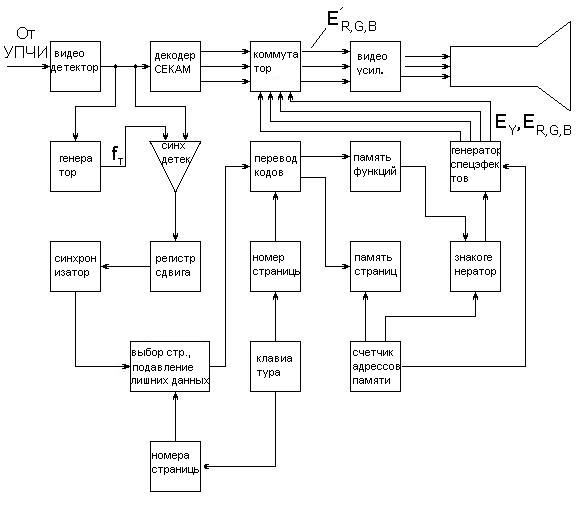 От
УПЧИ
видео
детектор
декодер
СЕКАМ
коммута
тор
E´R,G,B
видео
усил.
генера
тор
fт
синх
детек
перевод
кодов
память
функций
генератор
спецэфек
тов
EY,ER,G,B
синхрон
изатор
регистр
сдвига
номер
страниць
память
страниц
знакоге
нератор
выбор стр.,
подавление
лишних данных
клавиа
тура
счетчик
адрессов
памяти
номера
страниць